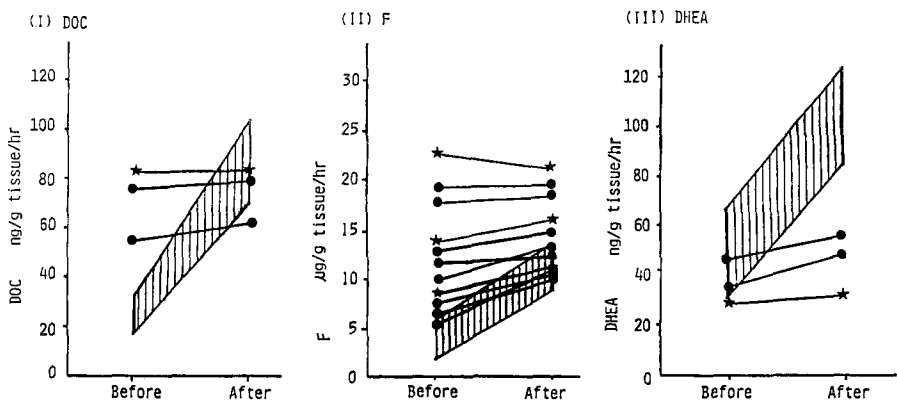 (I) DOC
120
100
80
60
40
20
0
DOC ng/g tissue/hr
Before After
(II) F
30
25
20
15
10
5
0
F µg/g tissue/hr
Before After
(III) DHEA
120
100
80
60
40
20
0
DHEA ng/g tissue/hr
Before After